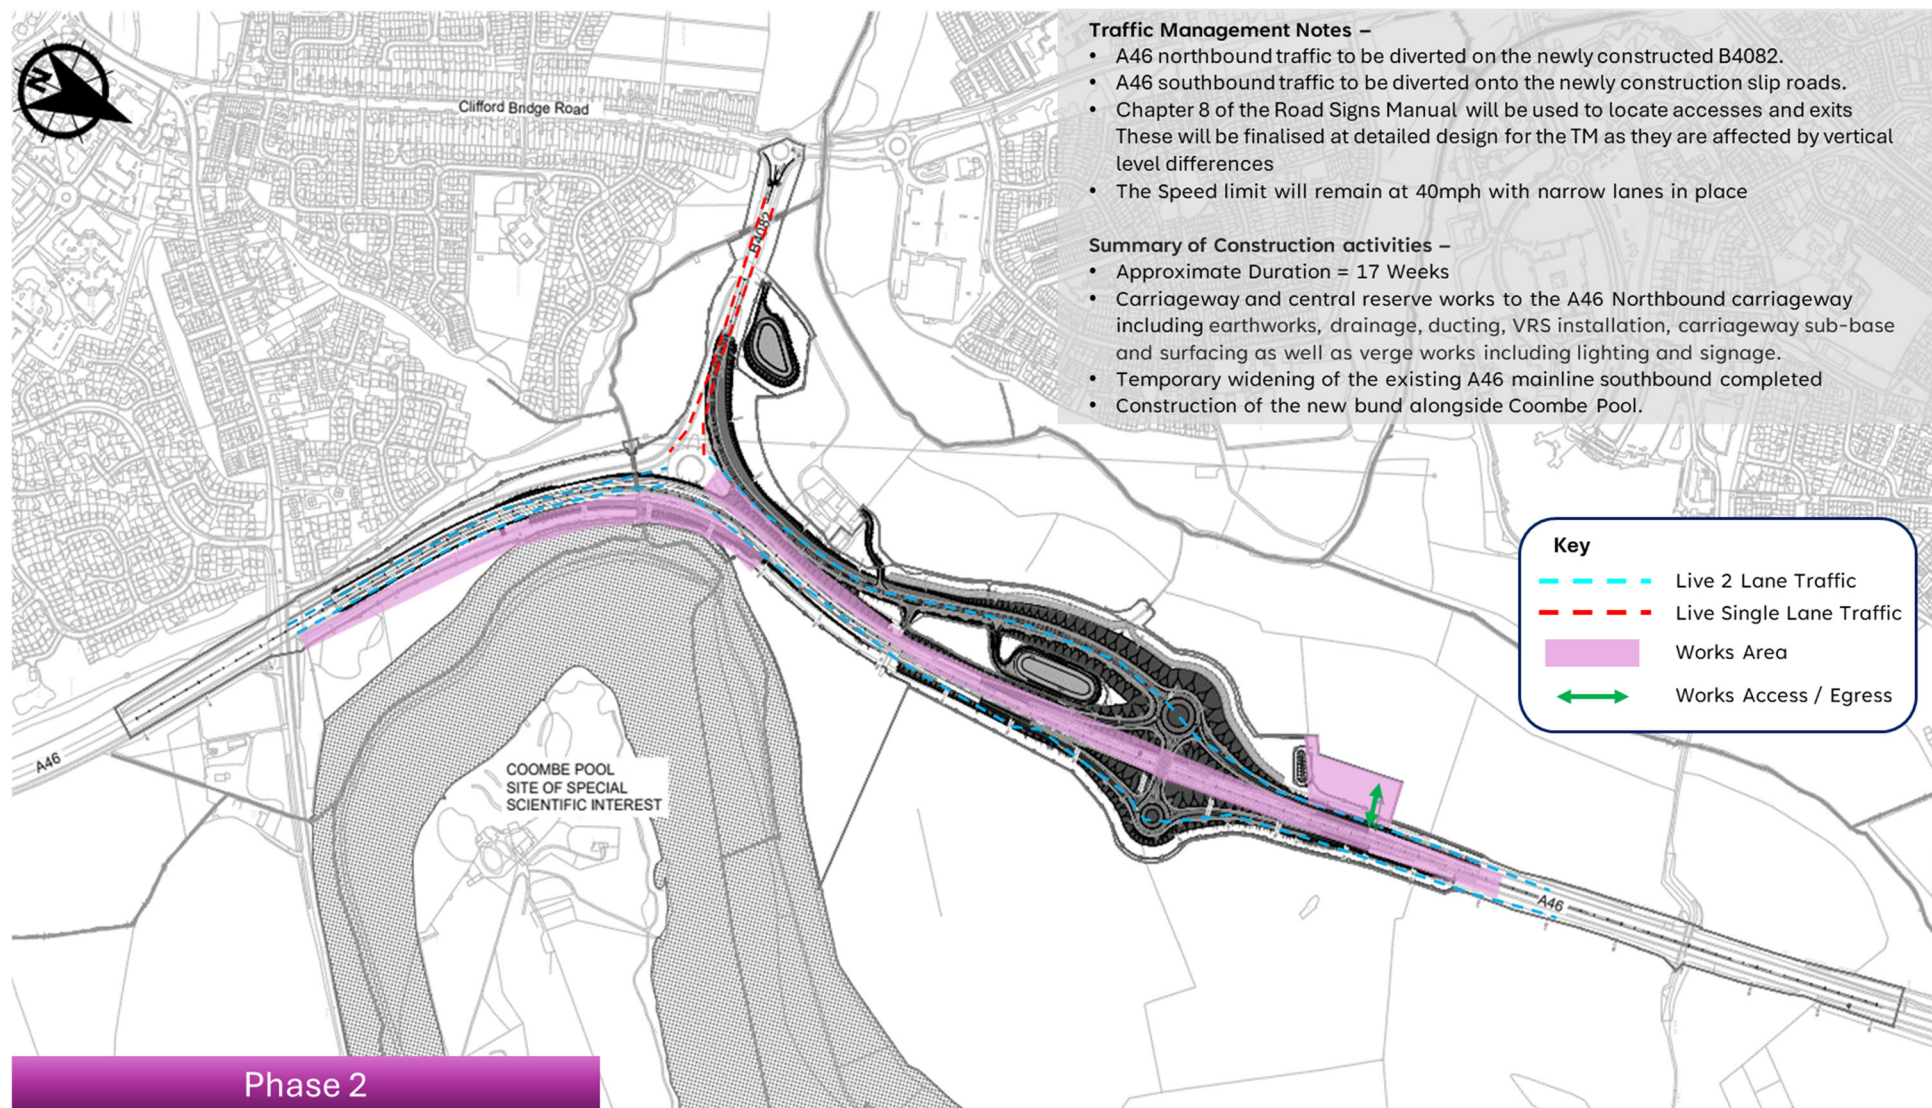 Traffic Management Notes –
• A46 northbound traffic to be diverted on the newly constructed B4082.
• A46 southbound traffic to be diverted onto the newly construction slip roads.
• Chapter 8 of the Road Signs Manual will be used to locate accesses and exits
These will be finalised at detailed design for the TM as they are affected by vertical
level differences
• The Speed limit will remain at 40mph with narrow lanes in place
Summary of Construction activities –
• Approximate Duration = 17 Weeks
• Carriageway and central reserve works to the A46 Northbound carriageway
including earthworks, drainage, ducting, VRS installation, carriageway sub-base
and surfacing as well as verge works including lighting and signage.
• Temporary widening of the existing A46 mainline southbound completed
• Construction of the new bund alongside Coombe Pool.
N
Clifford Bridge Road
B4082
Key
Live 2 Lane Traffic
Live Single Lane Traffic
Works Area
Works Access / Egress
A46
COOMBE POOL
SITE OF SPECIAL
SCIENTIFIC INTEREST
A46
Phase 2